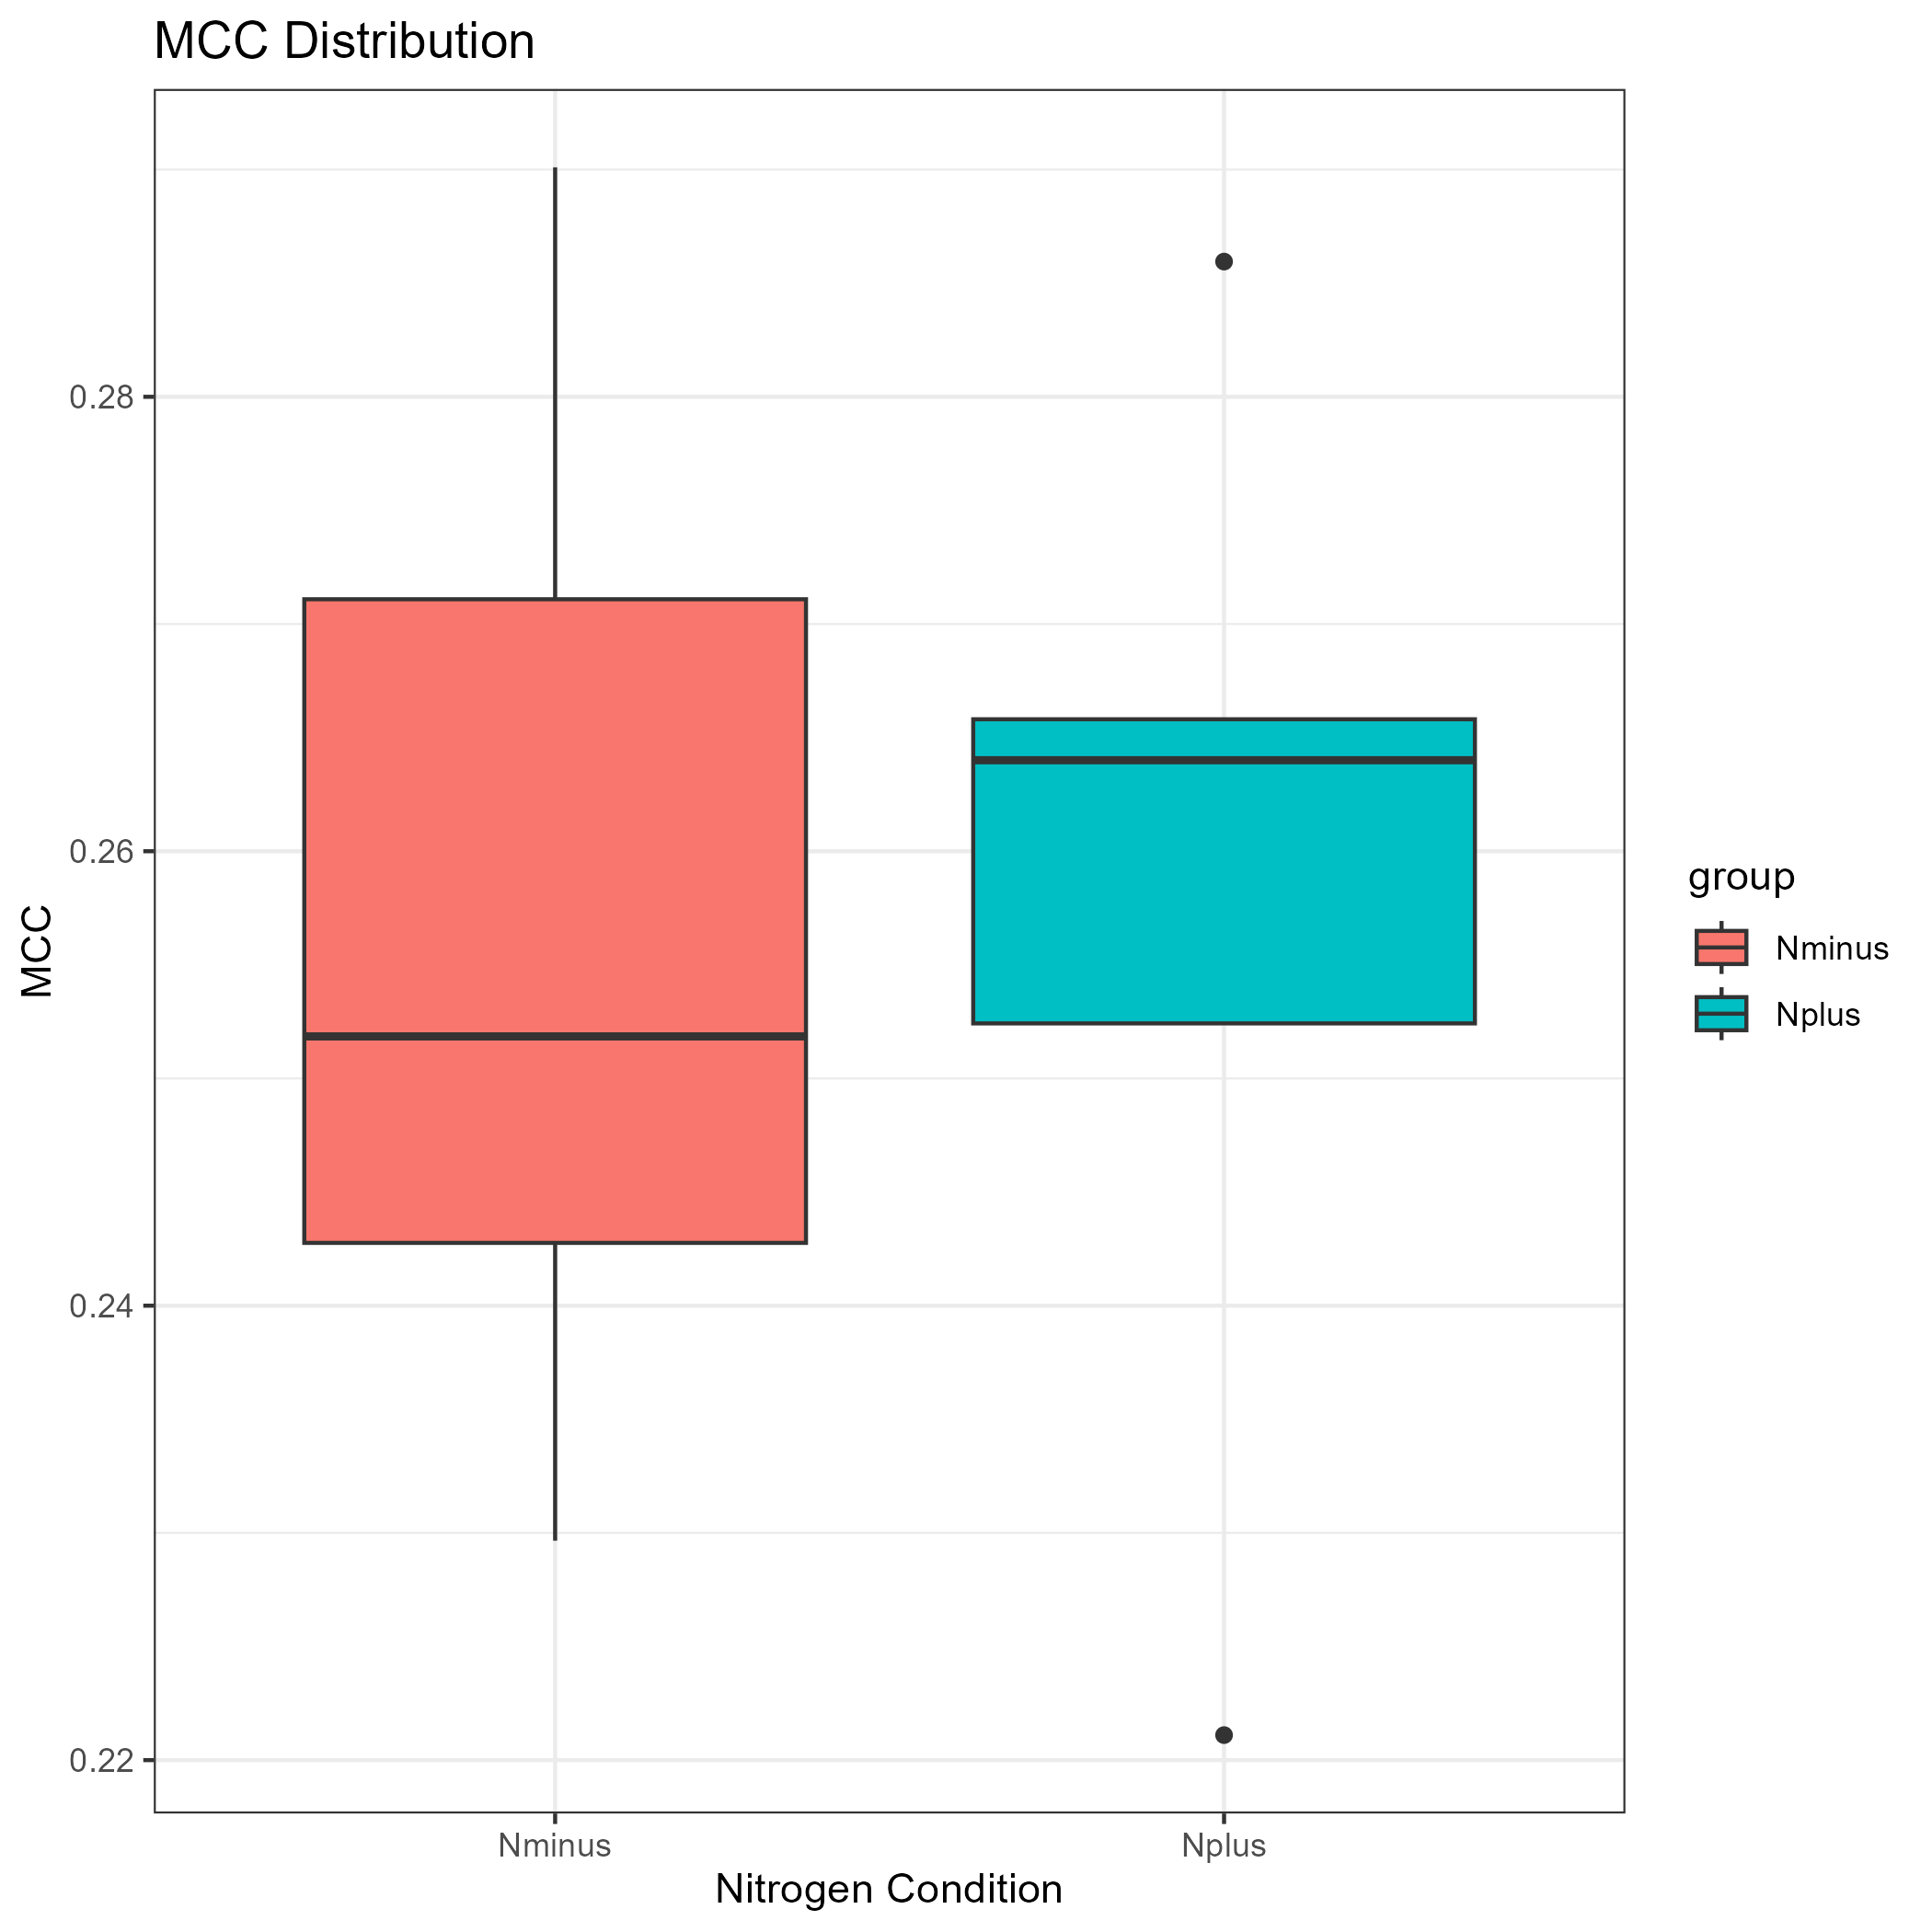 MCC Distribution
MCC
0.28
0.26
0.24
0.22
Nminus
Nplus
Nitrogen Condition
group
Nminus
Nplus